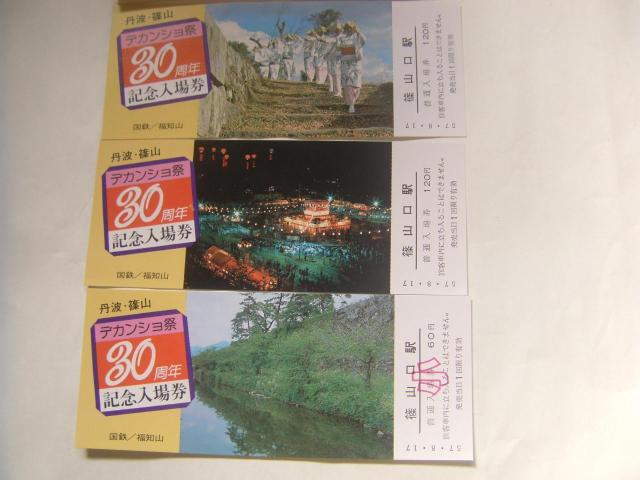 丹波・篠山
デカンショ祭
30周年
記念入場券
国鉄／福知山
篠山口駅
普通入場券 120円
旅客車内に立ち入ることはできません。
発売当日1回限り有効
57.8.17
丹波・篠山
デカンショ祭
30周年
記念入場券
国鉄／福知山
篠山口駅
普通入場券 120円
旅客車内に立ち入ることはできません。
発売当日1回限り有効
57.8.17
丹波・篠山
デカンショ祭
30周年
記念入場券
国鉄／福知山
篠山口駅
小
普通入場券 60円
旅客車内に立ち入ることはできません。
発売当日1回限り有効
57.8.17